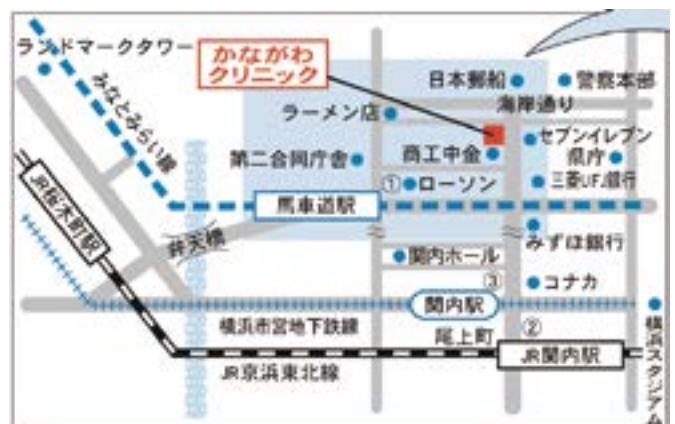 ランドマークタワー
かながわ
クリニック
日本郵船
警察本部
海岸通り
みなとみらい線
ラーメン店
セブンイレブン
県庁
第二合同庁舎
商工中金
①
ローソン
三菱UFJ銀行
JR桜木町駅
馬車道駅
弁天橋
みずほ銀行
関内ホール
③
コナカ
関内駅
横浜市営地下鉄線
尾上町
②
JR関内駅
JR京浜東北線
横浜スタジアム